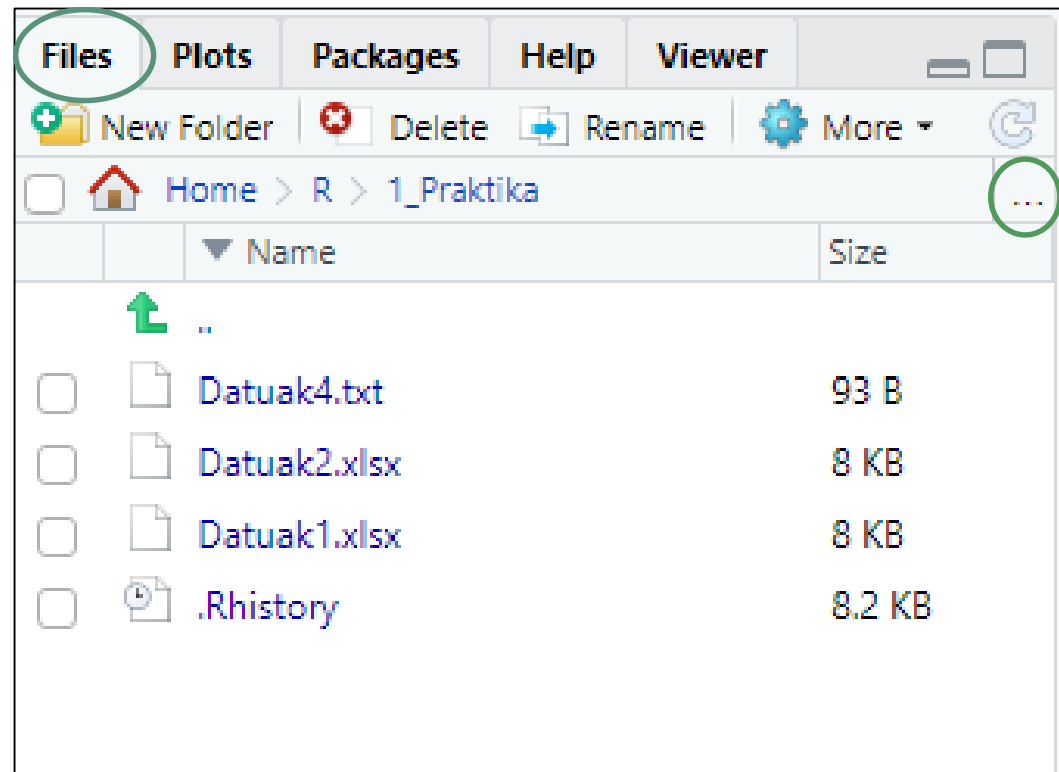 Files Plots Packages Help Viewer
New Folder Delete Rename More
Home > R > 1_Praktika ...
Name Size
..
Datuak4.txt 93 B
Datuak2.xlsx 8 KB
Datuak1.xlsx 8 KB
.Rhistory 8.2 KB